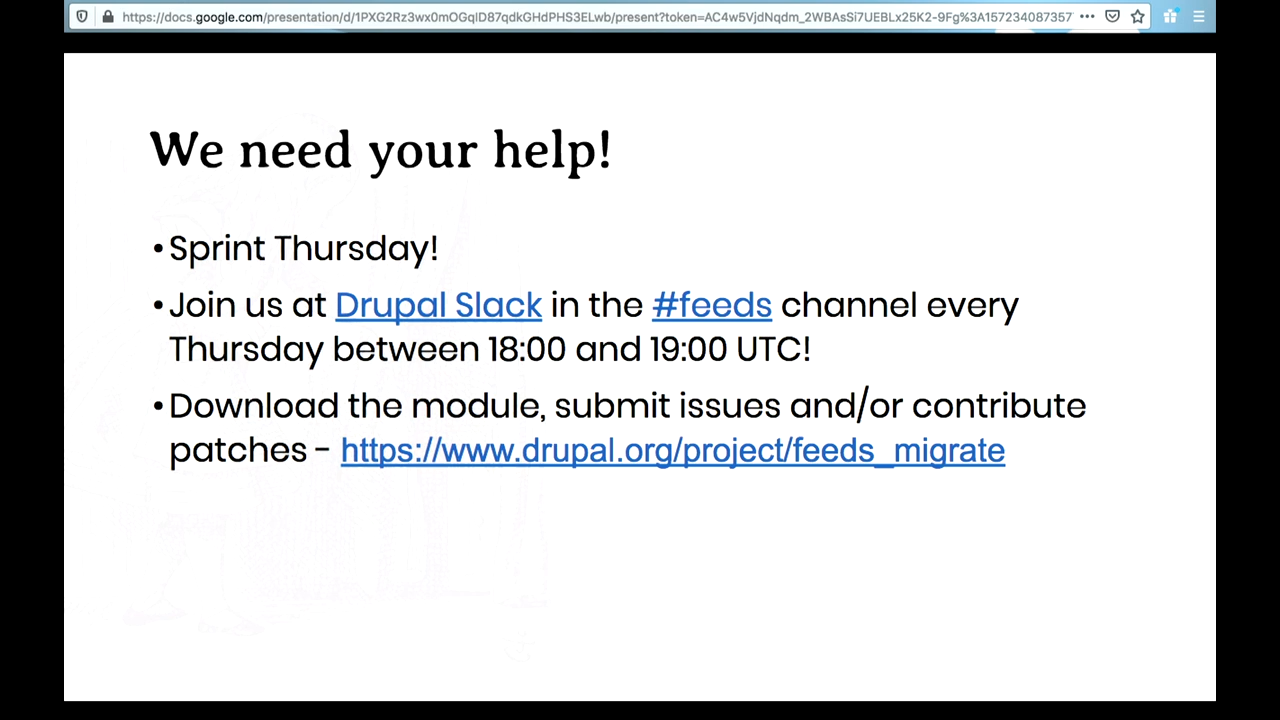 https://docs.google.com/presentation/d/1PXG2Rz3wx0mOGqlD87qdkGHdPHS3ELwb/present?token=AC4w5VjdNqdm_2WBAsSi7UEBLx25K2-9Fg%3A157234087357
We need your help!
• Sprint Thursday!
• Join us at Drupal Slack in the #feeds channel every
Thursday between 18:00 and 19:00 UTC!
• Download the module, submit issues and/or contribute
patches - https://www.drupal.org/project/feeds_migrate